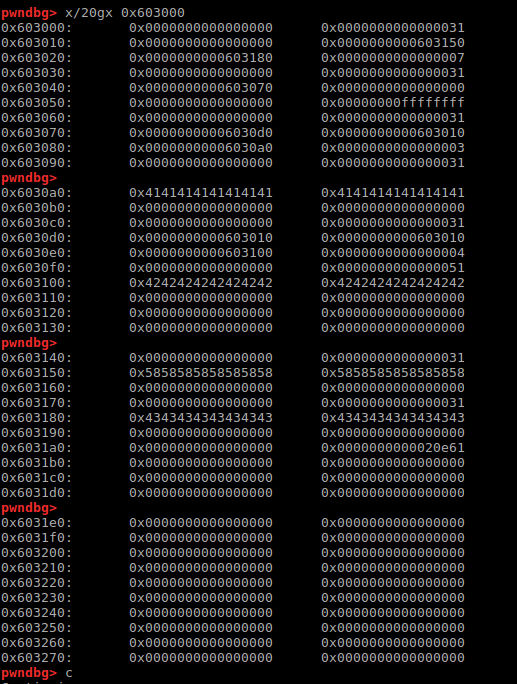 pwndbg> x/20gx 0x603000
0x603000: 0x0000000000000000 0x0000000000000031
0x603010: 0x0000000000000000 0x0000000000603150
0x603020: 0x0000000000603180 0x0000000000000007
0x603030: 0x0000000000000000 0x0000000000000031
0x603040: 0x0000000000603070 0x0000000000000000
0x603050: 0x0000000000000000 0x00000000ffffffff
0x603060: 0x0000000000000000 0x0000000000000031
0x603070: 0x00000000006030d0 0x0000000000603010
0x603080: 0x00000000006030a0 0x0000000000000003
0x603090: 0x0000000000000000 0x0000000000000031
pwndbg>
0x6030a0: 0x4141414141414141 0x4141414141414141
0x6030b0: 0x0000000000000000 0x0000000000000000
0x6030c0: 0x0000000000000000 0x0000000000000031
0x6030d0: 0x0000000000603010 0x0000000000603010
0x6030e0: 0x0000000000603100 0x0000000000000004
0x6030f0: 0x0000000000000000 0x0000000000000051
0x603100: 0x4242424242424242 0x4242424242424242
0x603110: 0x0000000000000000 0x0000000000000000
0x603120: 0x0000000000000000 0x0000000000000000
0x603130: 0x0000000000000000 0x0000000000000000
pwndbg>
0x603140: 0x0000000000000000 0x0000000000000031
0x603150: 0x5858585858585858 0x5858585858585858
0x603160: 0x0000000000000000 0x0000000000000000
0x603170: 0x0000000000000000 0x0000000000000031
0x603180: 0x4343434343434343 0x4343434343434343
0x603190: 0x0000000000000000 0x0000000000000000
0x6031a0: 0x0000000000000000 0x0000000000020e61
0x6031b0: 0x0000000000000000 0x0000000000000000
0x6031c0: 0x0000000000000000 0x0000000000000000
0x6031d0: 0x0000000000000000 0x0000000000000000
pwndbg>
0x6031e0: 0x0000000000000000 0x0000000000000000
0x6031f0: 0x0000000000000000 0x0000000000000000
0x603200: 0x0000000000000000 0x0000000000000000
0x603210: 0x0000000000000000 0x0000000000000000
0x603220: 0x0000000000000000 0x0000000000000000
0x603230: 0x0000000000000000 0x0000000000000000
0x603240: 0x0000000000000000 0x0000000000000000
0x603250: 0x0000000000000000 0x0000000000000000
0x603260: 0x0000000000000000 0x0000000000000000
0x603270: 0x0000000000000000 0x0000000000000000
pwndbg> c